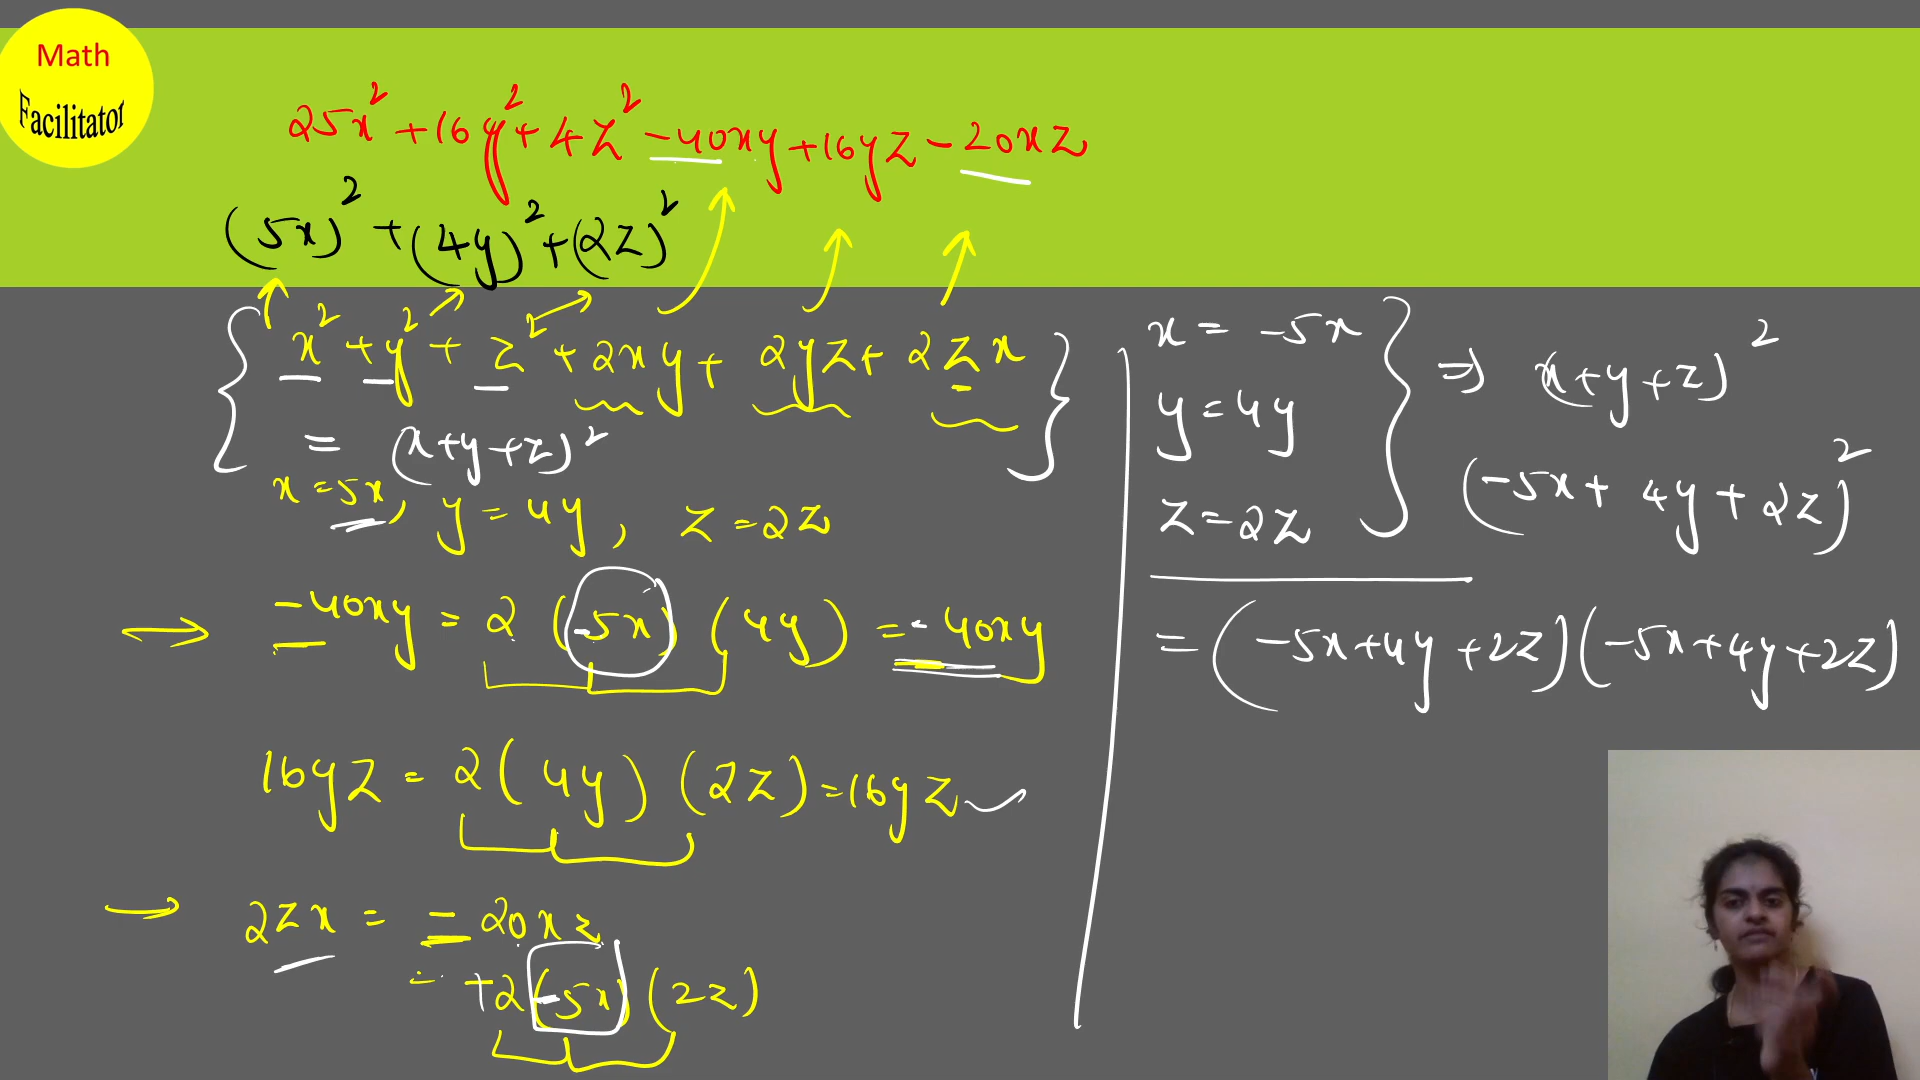 Math
Facilitator
25x² + 16y² + 4z² - 40xy + 16yz - 20xz
(5x)² + (4y)² + (2z)²
x² + y² + z² + 2xy + 2yz + 2zx
= (x+y+z)²
x = 5x, y = 4y, z = 2z
⇒ -40xy = 2 (-5x) (4y) = -40xy
16yz = 2(4y) (2z) = 16yz ✓
→ 2zx = -20xz
= +2(-5x) (2z)
x = -5x
y = 4y
z = 2z
⇒ (x+y+z)²
(-5x + 4y + 2z)²
= (-5x+4y+2z)(-5x+4y+2z)